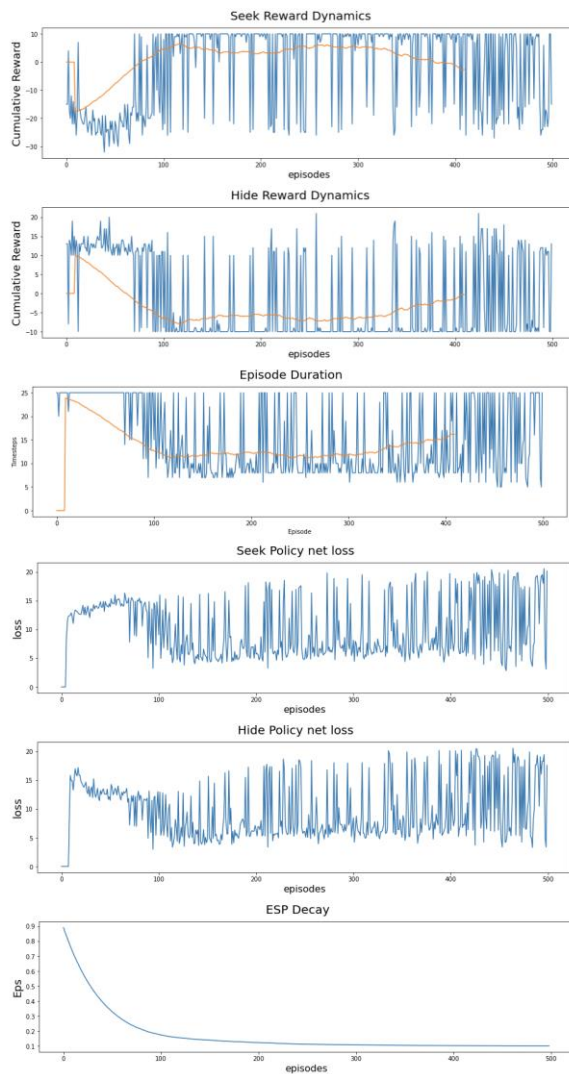 Seek Reward Dynamics
Cumulative Reward
10
0
−10
−20
−30
0 100 200 300 400 500
episodes
Hide Reward Dynamics
Cumulative Reward
20
15
10
5
0
−5
−10
0 100 200 300 400 500
episodes
Episode Duration
Timesteps
25
20
15
10
5
0
0 100 200 300 400 500
Episode
Seek Policy net loss
loss
20
15
10
5
0
0 100 200 300 400 500
episodes
Hide Policy net loss
loss
20
15
10
5
0
0 100 200 300 400 500
episodes
ESP Decay
Eps
0.9
0.8
0.7
0.6
0.5
0.4
0.3
0.2
0.1
0 100 200 300 400 500
episodes